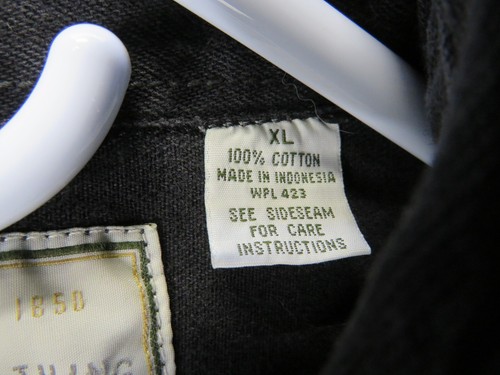 XL
100% COTTON
MADE IN INDONESIA
WPL 423
SEE SIDESEAM
FOR CARE
INSTRUCTIONS
1850